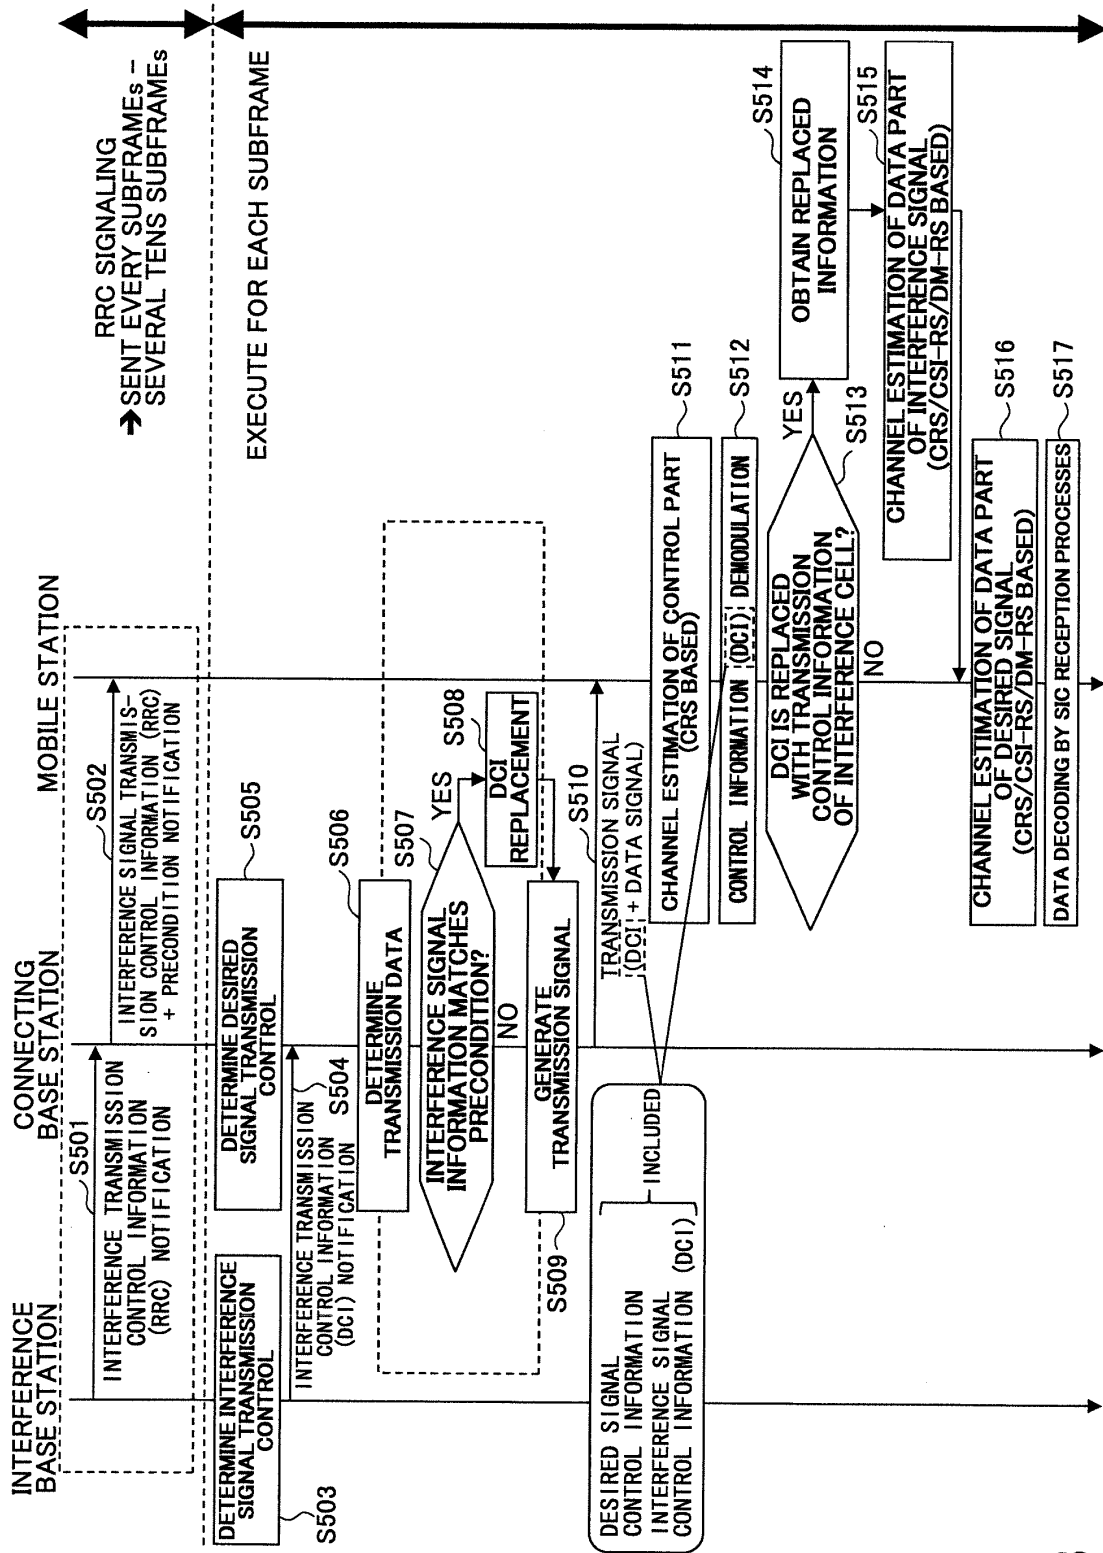 INTERFERENCE
BASE STATION
CONNECTING
BASE STATION
MOBILE STATION
S501
INTERFERENCE TRANSMISSION
CONTROL INFORMATION
(RRC) NOTIFICATION
S502
INTERFERENCE SIGNAL TRANSMIS-
SION CONTROL INFORMATION (RRC)
+ PRECONDITION NOTIFICATION
RRC SIGNALING
➔ SENT EVERY SUBFRAMEs –
SEVERAL TENS SUBFRAMEs
EXECUTE FOR EACH SUBFRAME
S503
DETERMINE INTERFERENCE
SIGNAL TRANSMISSION
CONTROL
DETERMINE DESIRED
SIGNAL TRANSMISSION
CONTROL
S505
INTERFERENCE TRANSMISSION
CONTROL INFORMATION
(DCI) NOTIFICATION
S504
DETERMINE
TRANSMISSION DATA
S506
INTERFERENCE SIGNAL
INFORMATION MATCHES
PRECONDITION?
S507
YES
NO
DCI
REPLACEMENT
S508
GENERATE
TRANSMISSION SIGNAL
S509
S510
TRANSMISSION SIGNAL
(DCI + DATA SIGNAL)
DESIRED SIGNAL
CONTROL INFORMATION
INTERFERENCE SIGNAL
CONTROL INFORMATION (DCI)
INCLUDED
CHANNEL ESTIMATION OF CONTROL PART
(CRS BASED)
S511
CONTROL INFORMATION (DCI) DEMODULATION
S512
DCI IS REPLACED
WITH TRANSMISSION
CONTROL INFORMATION
OF INTERFERENCE CELL?
S513
YES
NO
OBTAIN REPLACED
INFORMATION
S514
CHANNEL ESTIMATION OF DATA PART
OF INTERFERENCE SIGNAL
(CRS/CSI-RS/DM-RS BASED)
S515
CHANNEL ESTIMATION OF DATA PART
OF DESIRED SIGNAL
(CRS/CSI-RS/DM-RS BASED)
S516
DATA DECODING BY SIC RECEPTION PROCESSES
S517